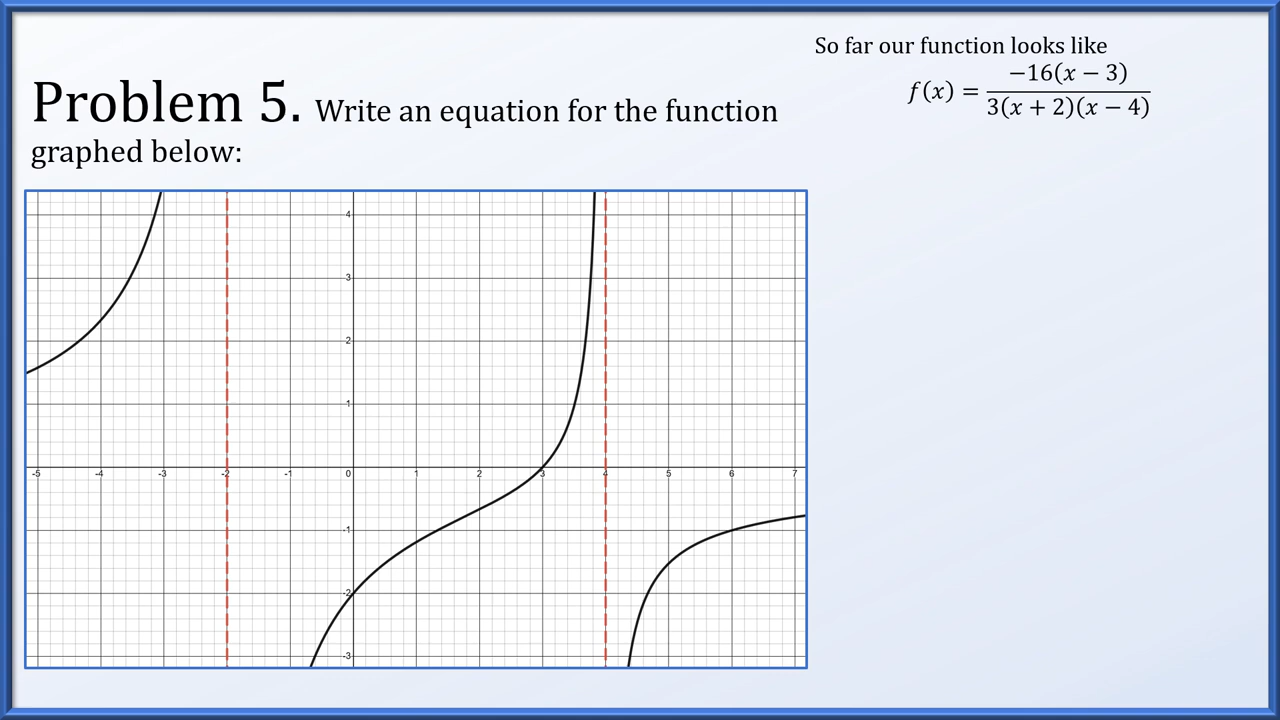 So far our function looks like
f(x) = −16(x − 3) / 3(x + 2)(x − 4)
Problem 5. Write an equation for the function
graphed below:
4
3
2
1
-5 -4 -3 -2 -1 0 1 2 3 4 5 6 7
-1
-2
-3